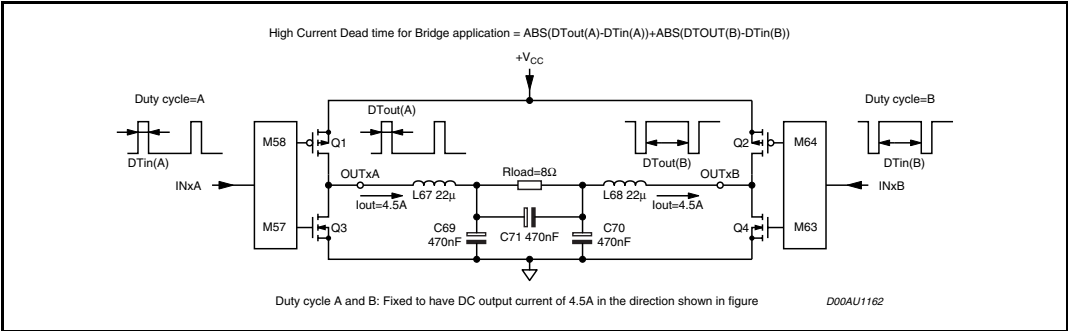 High Current Dead time for Bridge application = ABS(DTout(A)-DTin(A))+ABS(DTOUT(B)-DTin(B))
+VCC
Duty cycle=A
DTin(A)
INxA
M58
M57
Q1
Q3
DTout(A)
OUTxA
Iout=4.5A
L67 22µ
Rload=8Ω
C69
470nF
C71 470nF
C70
470nF
L68 22µ
DTout(B)
OUTxB
Iout=4.5A
Q2
Q4
M64
M63
Duty cycle=B
DTin(B)
INxB
Duty cycle A and B: Fixed to have DC output current of 4.5A in the direction shown in figure
D00AU1162